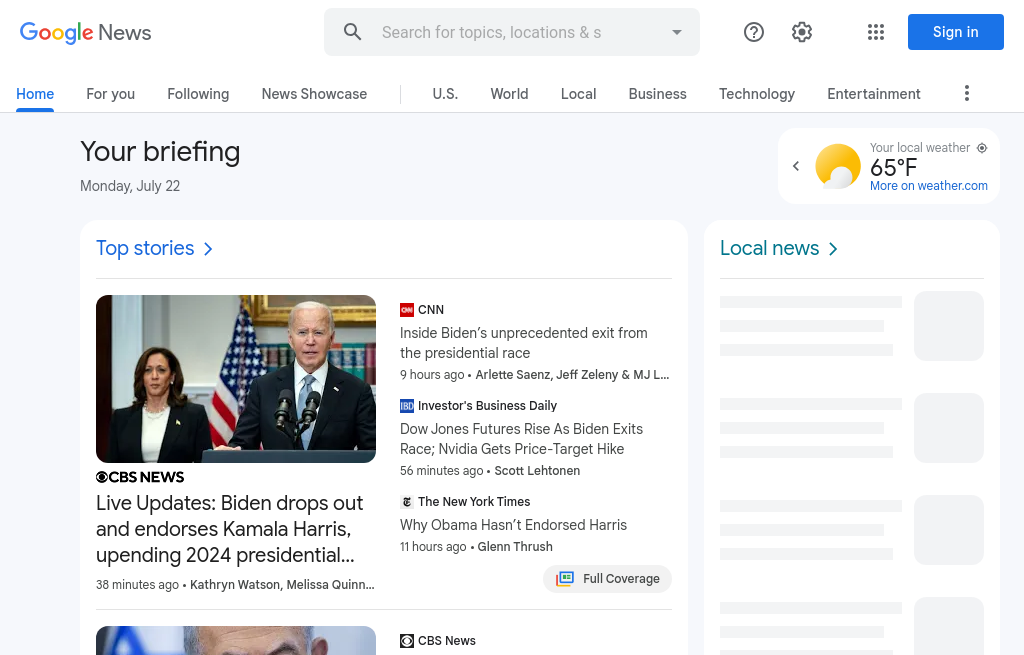 Google News
Search for topics, locations & s
Sign in
Home
For you
Following
News Showcase
U.S.
World
Local
Business
Technology
Entertainment
Your briefing
Monday, July 22
Your local weather
65°F
More on weather.com
Top stories
Local news
CBS NEWS
Live Updates: Biden drops out
and endorses Kamala Harris,
upending 2024 presidential...
38 minutes ago • Kathryn Watson, Melissa Quinn...
CNN
Inside Biden's unprecedented exit from
the presidential race
9 hours ago • Arlette Saenz, Jeff Zeleny & MJ L...
IBD Investor's Business Daily
Dow Jones Futures Rise As Biden Exits
Race; Nvidia Gets Price-Target Hike
56 minutes ago • Scott Lehtonen
The New York Times
Why Obama Hasn't Endorsed Harris
11 hours ago • Glenn Thrush
Full Coverage
CBS News